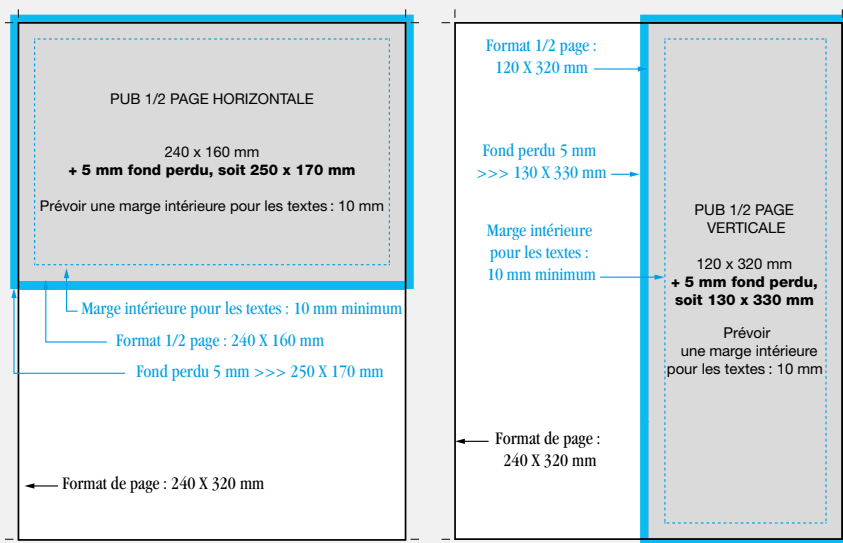 PUB 1/2 PAGE HORIZONTALE
240 x 160 mm
+ 5 mm fond perdu, soit 250 x 170 mm
Prévoir une marge intérieure pour les textes : 10 mm
Marge intérieure pour les textes : 10 mm minimum
Format 1/2 page : 240 X 160 mm
Fond perdu 5 mm >>> 250 X 170 mm
Format de page : 240 X 320 mm
Format 1/2 page :
120 X 320 mm
Fond perdu 5 mm
>>> 130 X 330 mm
Marge intérieure
pour les textes :
10 mm minimum
PUB 1/2 PAGE
VERTICALE
120 x 320 mm
+ 5 mm fond perdu,
soit 130 x 330 mm
Prévoir
une marge intérieure
pour les textes : 10 mm
Format de page :
240 X 320 mm